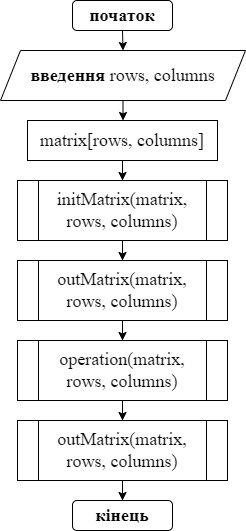 початок
введення rows, columns
matrix[rows, columns]
initMatrix(matrix,
rows, columns)
outMatrix(matrix,
rows, columns)
operation(matrix,
rows, columns)
outMatrix(matrix,
rows, columns)
кінець